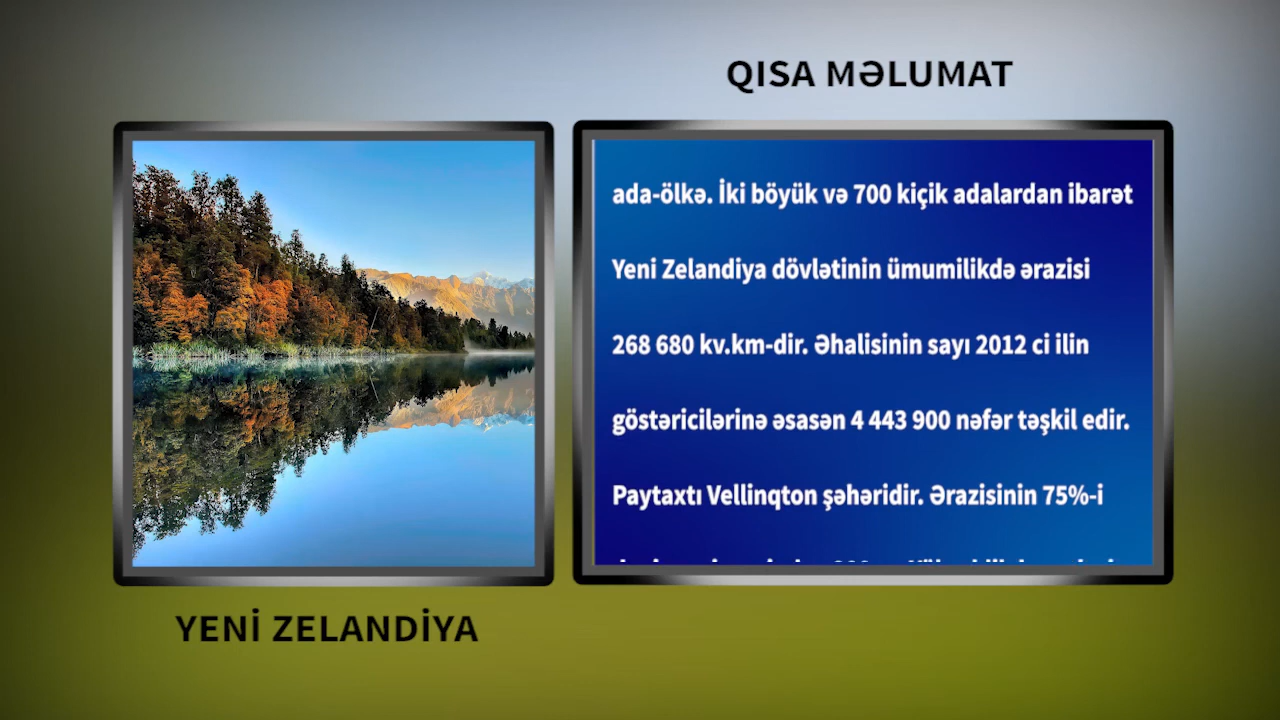 QISA MƏLUMAT
ada-ölkə. İki böyük və 700 kiçik adalardan ibarət
Yeni Zelandiya dövlətinin ümumilikdə ərazisi
268 680 kv.km-dir. Əhalisinin sayı 2012 ci ilin
göstəricilərinə əsasən 4 443 900 nəfər təşkil edir.
Paytaxtı Vellinqton şəhəridir. Ərazisinin 75%-i
YENİ ZELANDİYA